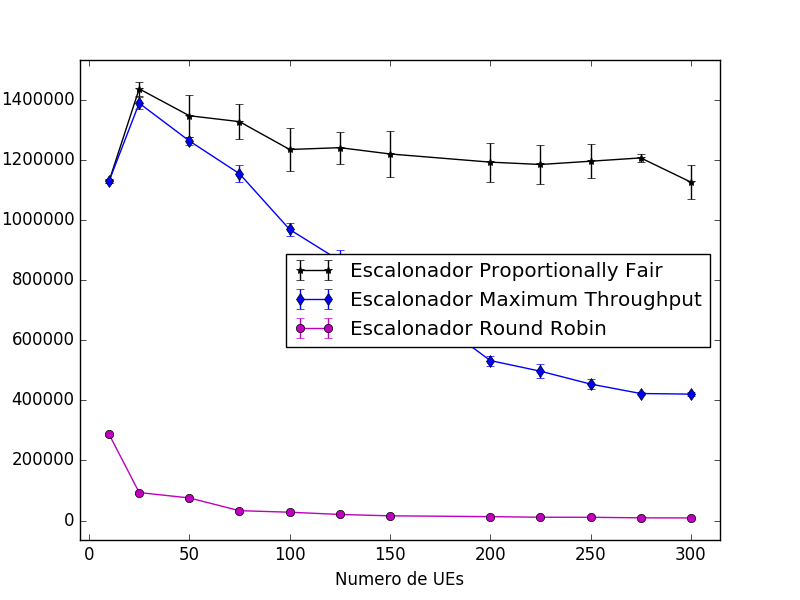 1400000
1200000
1000000
800000
600000
400000
200000
0
Escalonador Proportionally Fair
Escalonador Maximum Throughput
Escalonador Round Robin
0 50 100 150 200 250 300
Numero de UEs